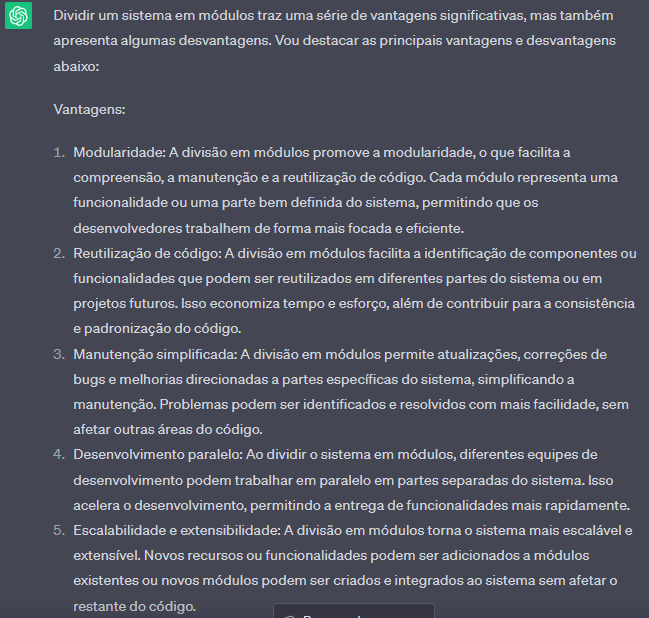 Dividir um sistema em módulos traz uma série de vantagens significativas, mas também
apresenta algumas desvantagens. Vou destacar as principais vantagens e desvantagens
abaixo:
Vantagens:
1. Modularidade: A divisão em módulos promove a modularidade, o que facilita a
compreensão, a manutenção e a reutilização de código. Cada módulo representa uma
funcionalidade ou uma parte bem definida do sistema, permitindo que os
desenvolvedores trabalhem de forma mais focada e eficiente.
2. Reutilização de código: A divisão em módulos facilita a identificação de componentes ou
funcionalidades que podem ser reutilizados em diferentes partes do sistema ou em
projetos futuros. Isso economiza tempo e esforço, além de contribuir para a consistência
e padronização do código.
3. Manutenção simplificada: A divisão em módulos permite atualizações, correções de
bugs e melhorias direcionadas a partes específicas do sistema, simplificando a
manutenção. Problemas podem ser identificados e resolvidos com mais facilidade, sem
afetar outras áreas do código.
4. Desenvolvimento paralelo: Ao dividir o sistema em módulos, diferentes equipes de
desenvolvimento podem trabalhar em paralelo em partes separadas do sistema. Isso
acelera o desenvolvimento, permitindo a entrega de funcionalidades mais rapidamente.
5. Escalabilidade e extensibilidade: A divisão em módulos torna o sistema mais escalável e
extensível. Novos recursos ou funcionalidades podem ser adicionados a módulos
existentes ou novos módulos podem ser criados e integrados ao sistema sem afetar o
restante do código.